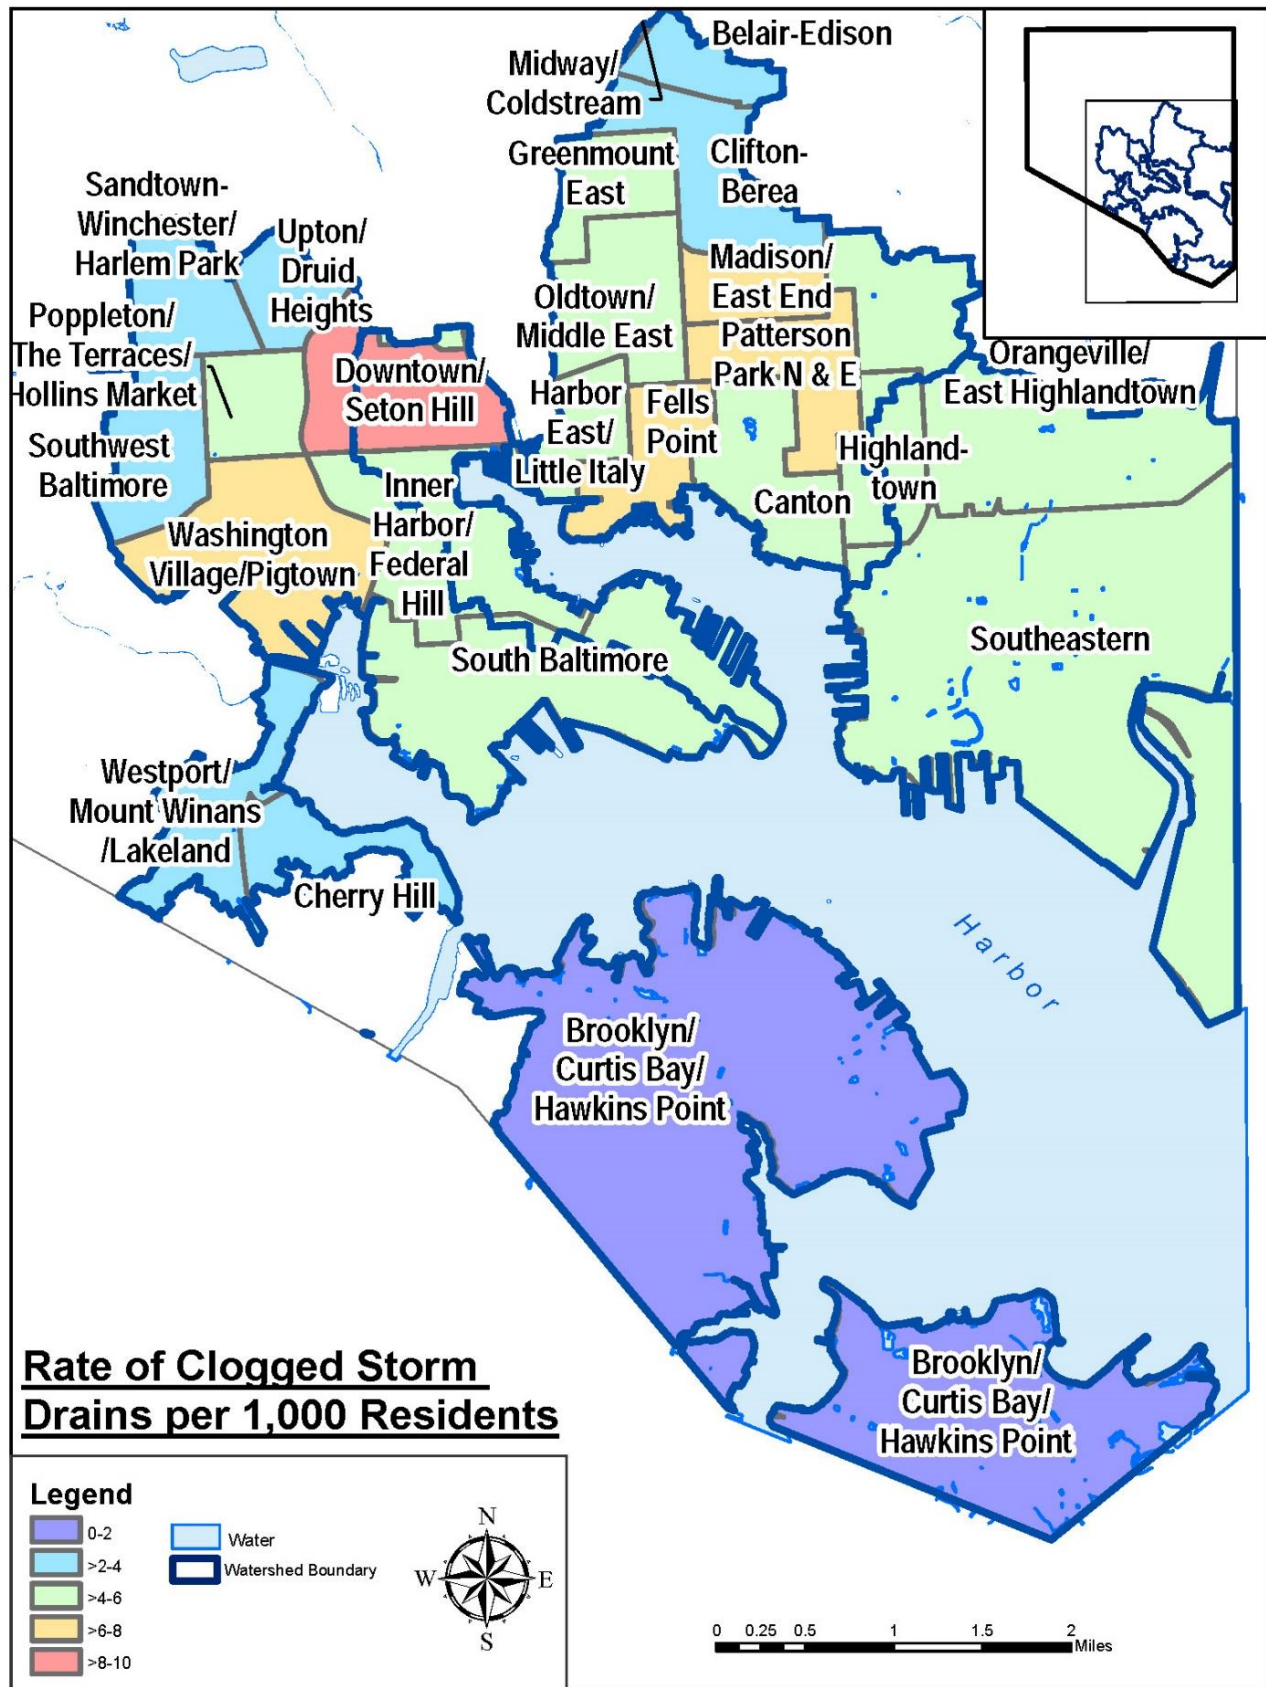 Belair-Edison
Midway/
Coldstream
Greenmount
East
Clifton-
Berea
Sandtown-
Winchester/
Harlem Park
Upton/
Druid
Heights
Madison/
East End
Oldtown/
Middle East
Patterson
Park N & E
Poppleton/
The Terraces/
Hollins Market
Downtown/
Seton Hill
Orangeville/
East Highlandtown
Harbor
East/
Little Italy
Fells
Point
Highland-
town
Southwest
Baltimore
Inner
Harbor/
Federal
Hill
Canton
Washington
Village/Pigtown
Southeastern
South Baltimore
Westport/
Mount Winans
/Lakeland
Cherry Hill
Harbor
Brooklyn/
Curtis Bay/
Hawkins Point
Brooklyn/
Curtis Bay/
Hawkins Point
Rate of Clogged Storm
Drains per 1,000 Residents
Legend
0-2
>2-4
>4-6
>6-8
>8-10
Water
Watershed Boundary
N
W E
S
0 0.25 0.5 1 1.5 2
Miles